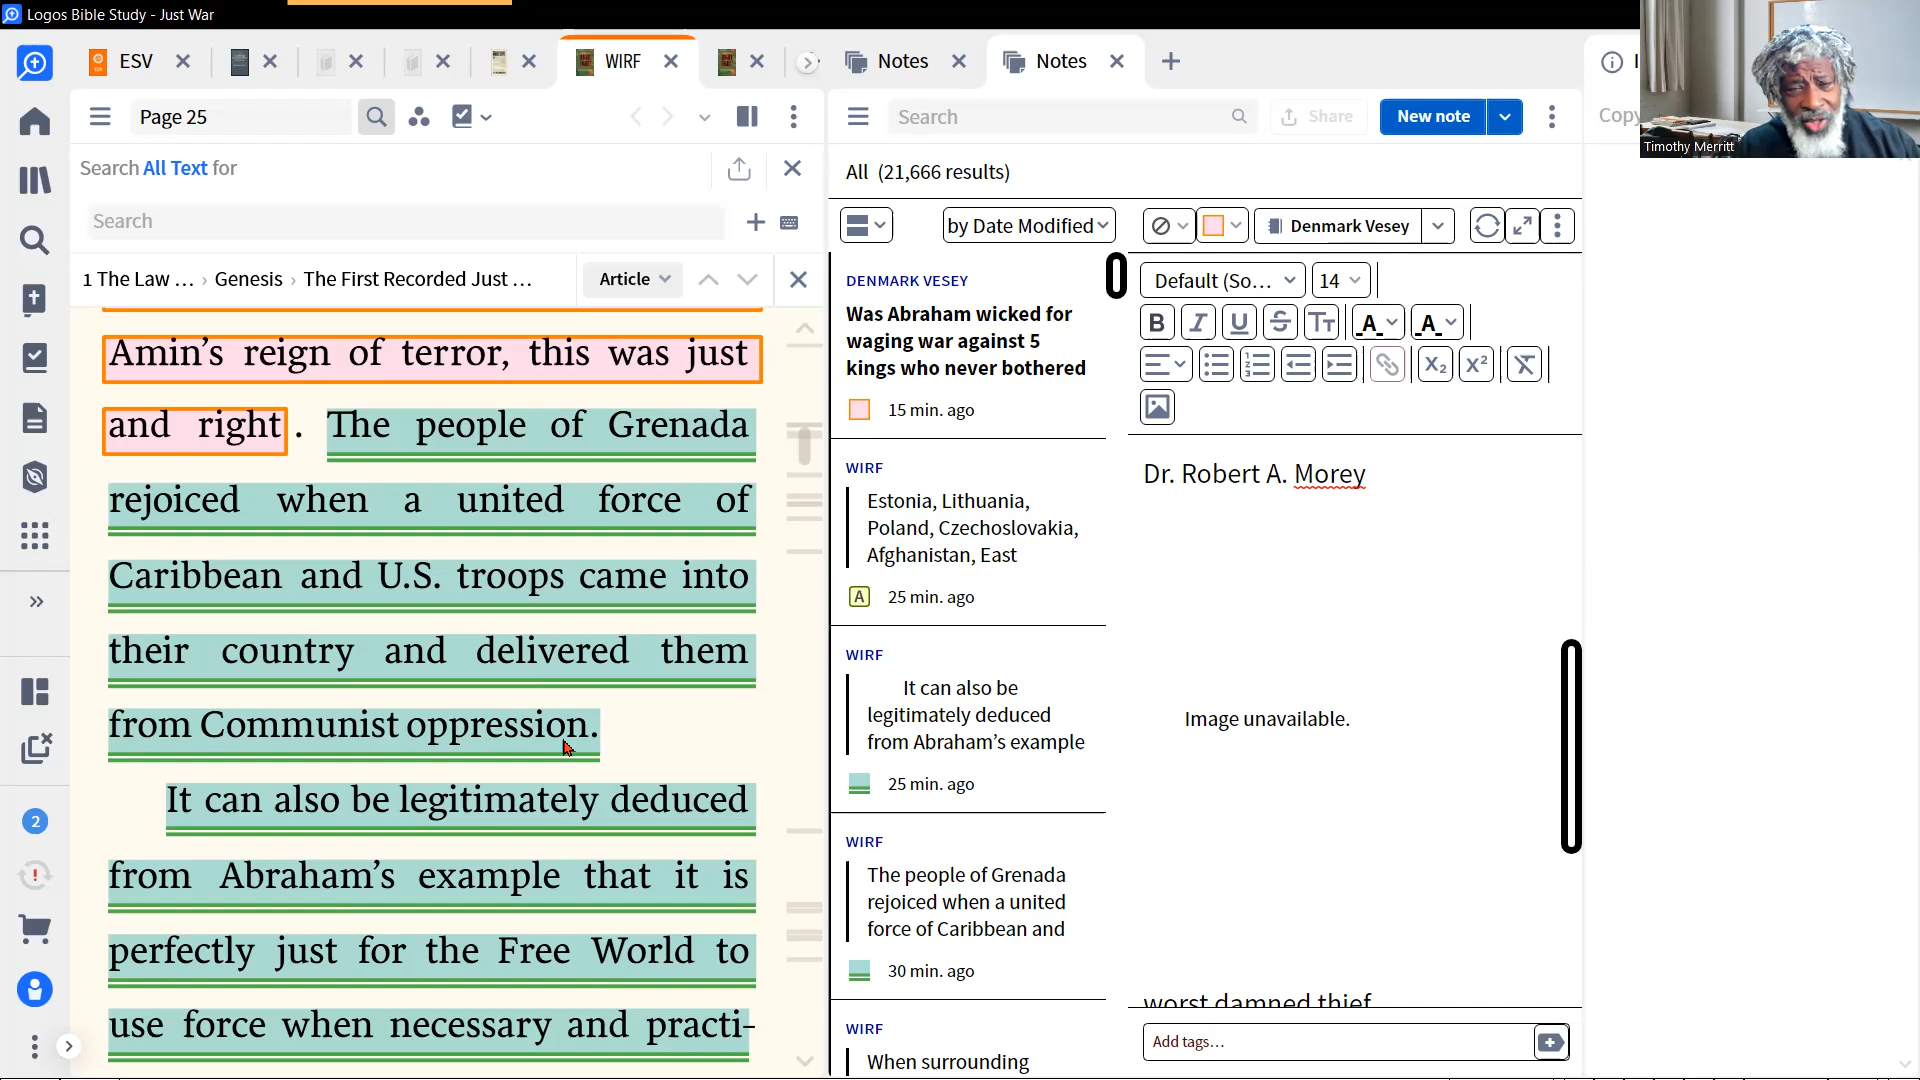 Logos Bible Study - Just War
ESV
WIRF
Notes
Notes
Page 25
Search
Share
New note
Copy
Timothy Merritt
Search All Text for
Search
1 The Law ... › Genesis › The First Recorded Just ...
Article
Amin's reign of terror, this was just
and right. The people of Grenada
rejoiced when a united force of
Caribbean and U.S. troops came into
their country and delivered them
from Communist oppression.
It can also be legitimately deduced
from Abraham's example that it is
perfectly just for the Free World to
use force when necessary and practi-
2
All (21,666 results)
by Date Modified
Denmark Vesey
DENMARK VESEY
Was Abraham wicked for
waging war against 5
kings who never bothered
15 min. ago
WIRF
Estonia, Lithuania,
Poland, Czechoslovakia,
Afghanistan, East
A
25 min. ago
WIRF
It can also be
legitimately deduced
from Abraham's example
25 min. ago
WIRF
The people of Grenada
rejoiced when a united
force of Caribbean and
30 min. ago
WIRF
When surrounding
Default (So...
14
B I U S Tт A A
X₂ X²
Dr. Robert A. Morey
Image unavailable.
worst damned thief
Add tags...